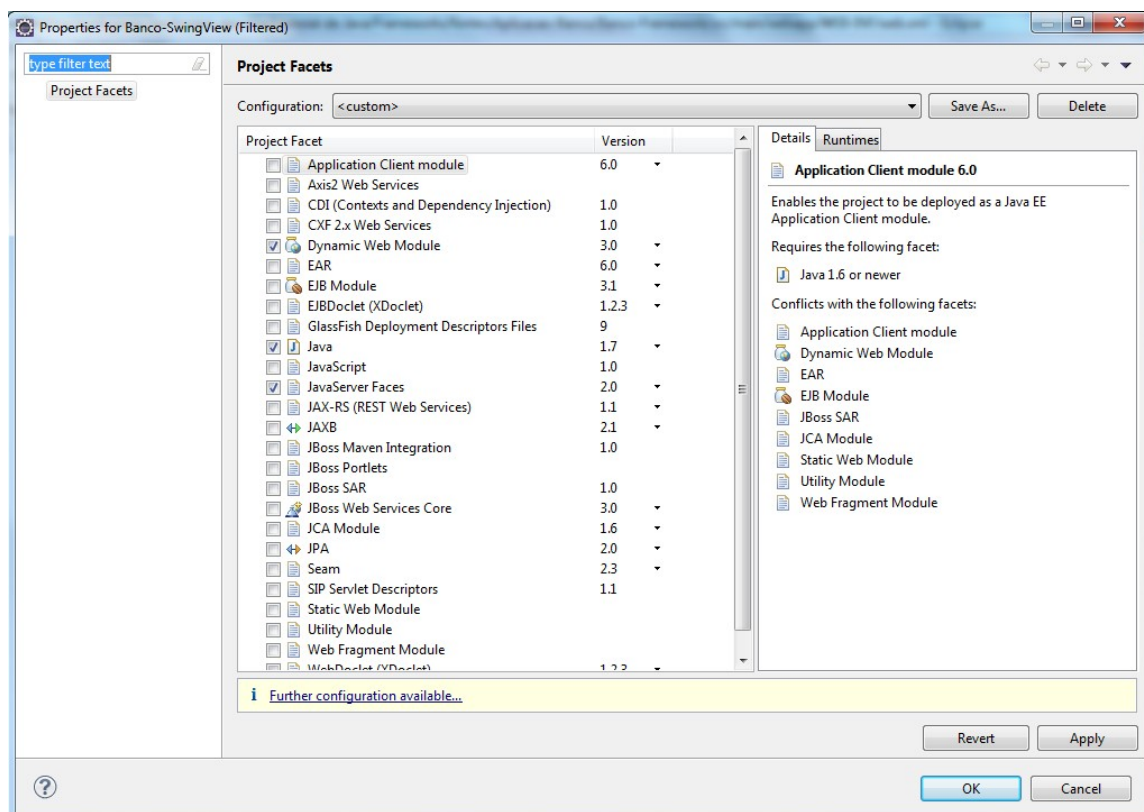 Properties for Banco-SwingView (Filtered)
type filter text
Project Facets
Project Facets
Configuration: <custom> Save As... Delete
Project Facet Version
Application Client module 6.0
Axis2 Web Services
CDI (Contexts and Dependency Injection) 1.0
CXF 2.x Web Services 1.0
Dynamic Web Module 3.0
EAR 6.0
EJB Module 3.1
EJBDoclet (XDoclet) 1.2.3
GlassFish Deployment Descriptors Files 9
Java 1.7
JavaScript 1.0
JavaServer Faces 2.0
JAX-RS (REST Web Services) 1.1
JAXB 2.1
JBoss Maven Integration 1.0
JBoss Portlets
JBoss SAR 1.0
JBoss Web Services Core 3.0
JCA Module 1.6
JPA 2.0
Seam 2.3
SIP Servlet Descriptors 1.1
Static Web Module
Utility Module
Web Fragment Module
WebDoclet (XDoclet) 1.2.3
Details Runtimes
Application Client module 6.0
Enables the project to be deployed as a Java EE
Application Client module.
Requires the following facet:
Java 1.6 or newer
Conflicts with the following facets:
Application Client module
Dynamic Web Module
EAR
EJB Module
JBoss SAR
JCA Module
Static Web Module
Utility Module
Web Fragment Module
Further configuration available...
Revert Apply
OK Cancel